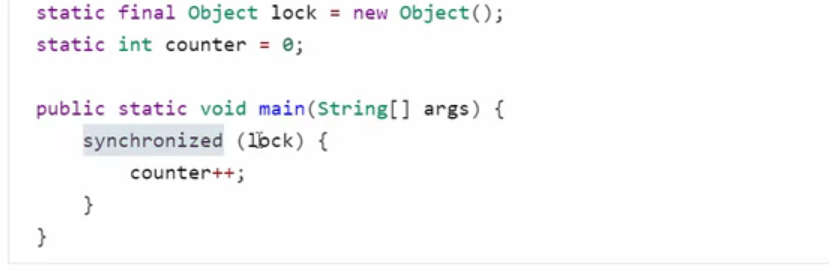 static final Object lock = new Object();
static int counter = 0;
public static void main(String[] args) {
synchronized (lock) {
counter++;
}
}